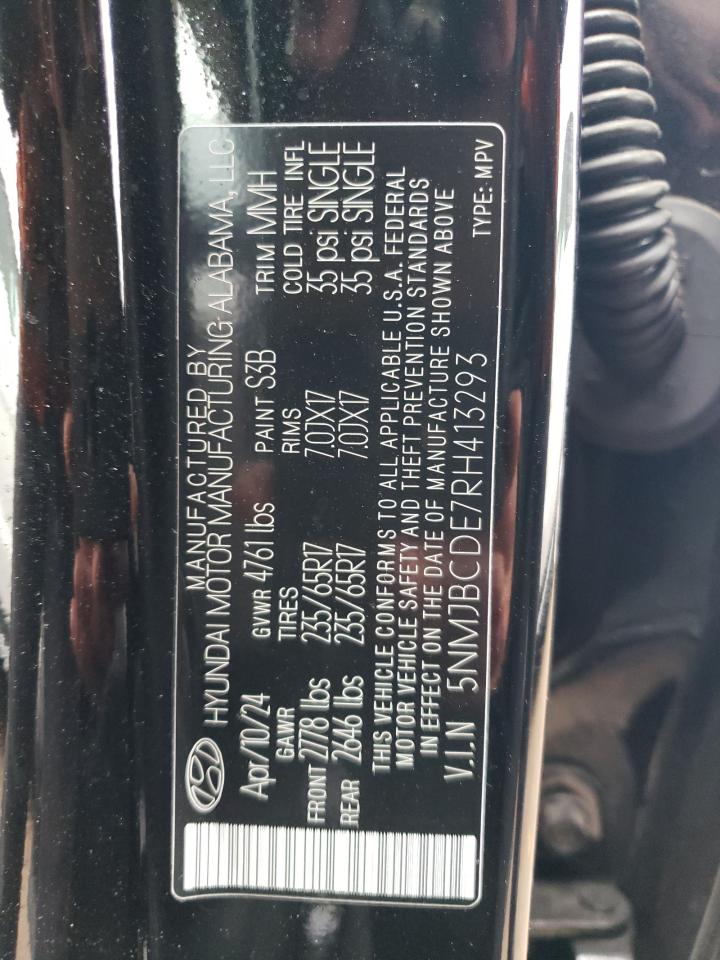 MANUFACTURED BY
HYUNDAI MOTOR MANUFACTURING ALABAMA, LLC
Apr/10/24 GVWR 4761 lbs PAINT S3B TRIM MMH
GAWR TIRES RIMS COLD TIRE INFL
FRONT 2778 lbs 235/65R17 7.0JX17 35 psi SINGLE
REAR 2646 lbs 235/65R17 7.0JX17 35 psi SINGLE
THIS VEHICLE CONFORMS TO ALL APPLICABLE U.S.A. FEDERAL
MOTOR VEHICLE SAFETY AND THEFT PREVENTION STANDARDS
IN EFFECT ON THE DATE OF MANUFACTURE SHOWN ABOVE
V.I.N 5NMJBCDE7RH413293 TYPE: MPV